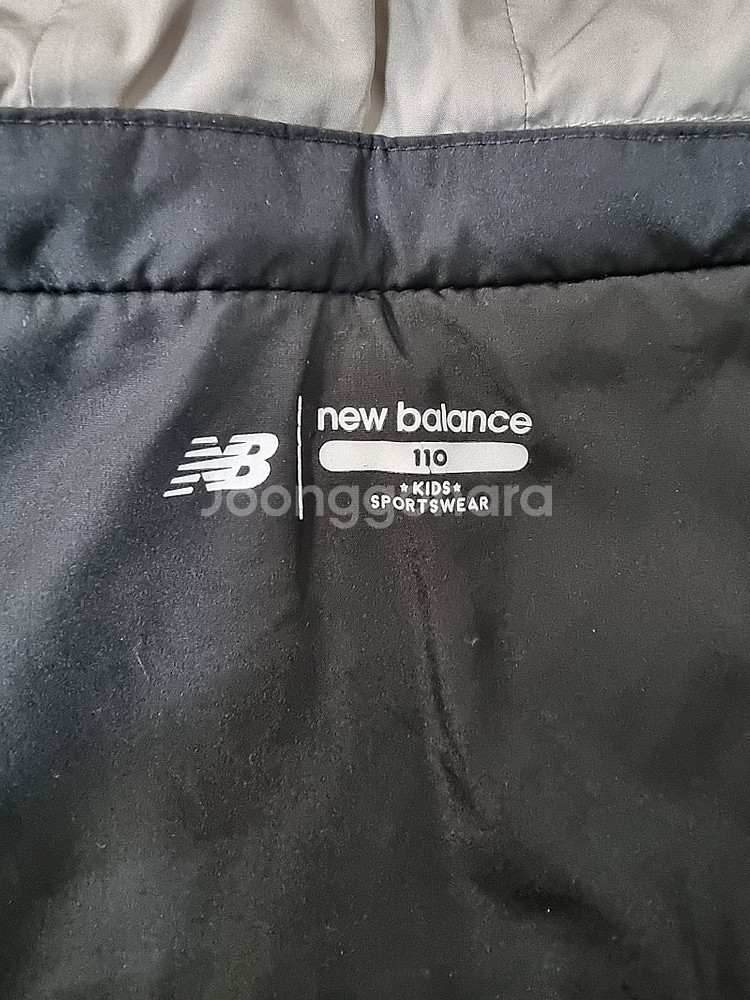 new balance
NB
110
★KIDS★
SPORTSWEAR
Joonggonara